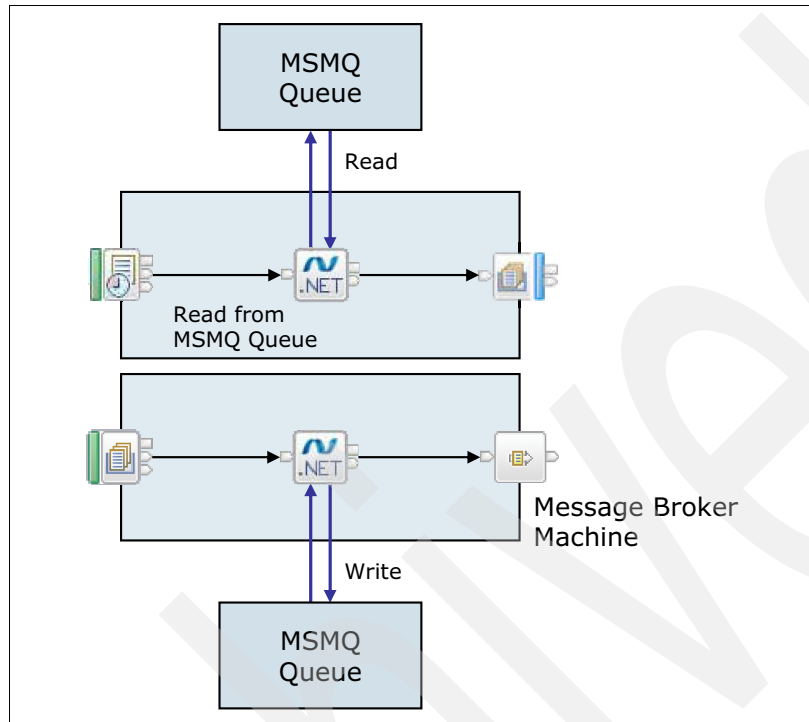 MSMQ
Queue
Read
.NET
Read from
MSMQ Queue
.NET
Message Broker
Machine
Write
MSMQ
Queue